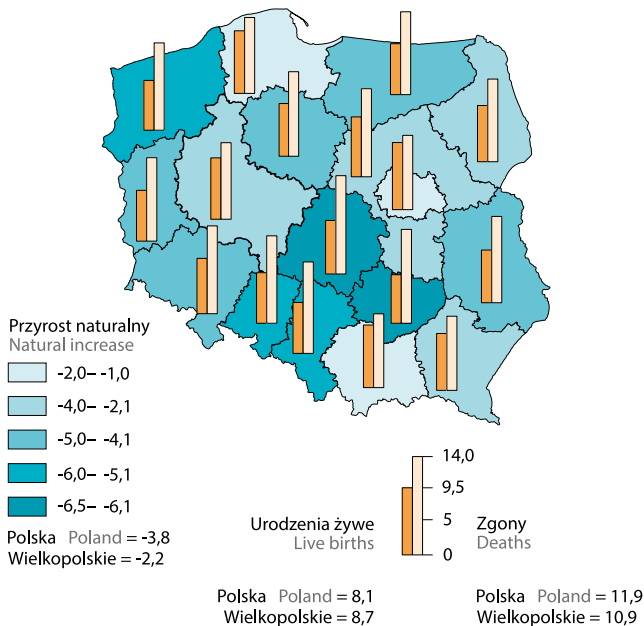 Przyrost naturalny
Natural increase
-2,0– -1,0
-4,0– -2,1
-5,0– -4,1
-6,0– -5,1
-6,5– -6,1
Polska Poland = -3,8
Wielkopolskie = -2,2
14,0
9,5
5
0
Urodzenia żywe
Live births
Zgony
Deaths
Polska Poland = 8,1
Wielkopolskie = 8,7
Polska Poland = 11,9
Wielkopolskie = 10,9